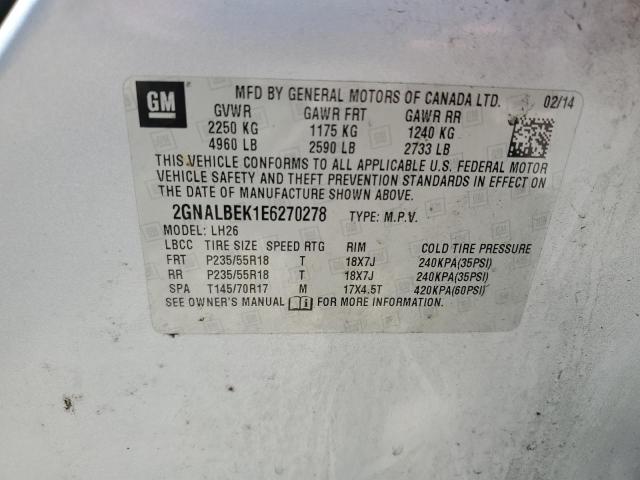 GM
MFD BY GENERAL MOTORS OF CANADA LTD. 02/14
GVWR GAWR FRT GAWR RR
2250 KG 1175 KG 1240 KG
4960 LB 2590 LB 2733 LB
THIS VEHICLE CONFORMS TO ALL APPLICABLE U.S. FEDERAL MOTOR
VEHICLE SAFETY AND THEFT PREVENTION STANDARDS IN EFFECT ON
THE DATE OF MANUFACTURE SHOWN ABOVE.
2GNALBEK1E6270278 TYPE: M.P.V.
MODEL: LH26
LBCC TIRE SIZE SPEED RTG RIM COLD TIRE PRESSURE
FRT P235/55R18 T 18X7J 240KPA(35PSI)
RR P235/55R18 T 18X7J 240KPA(35PSI)
SPA T145/70R17 M 17X4.5T 420KPA(60PSI)
SEE OWNER'S MANUAL FOR MORE INFORMATION.